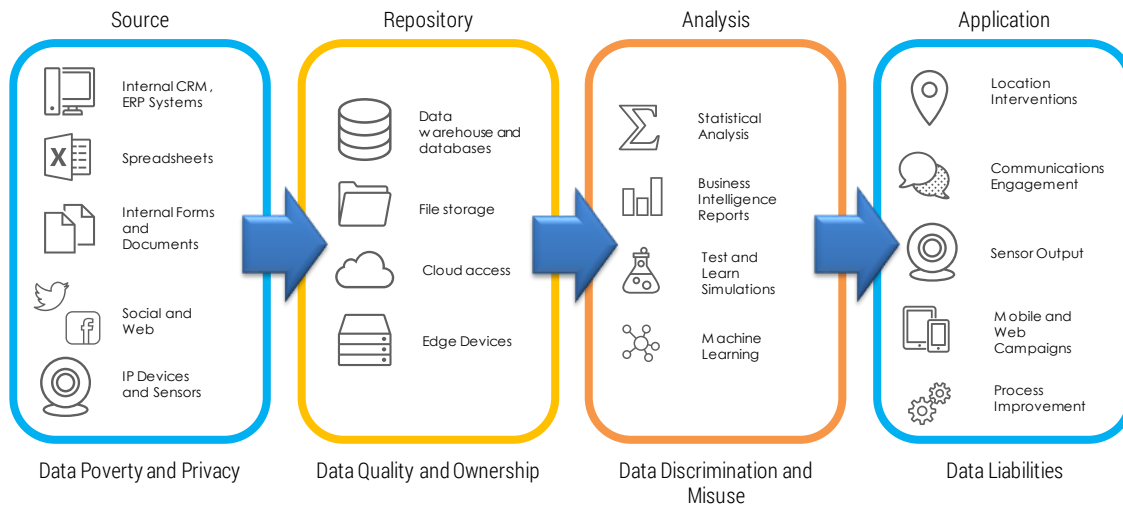 Source
Internal CRM,
ERP Systems
X
Spreadsheets
Internal Forms
and
Documents
f
Social and
Web
IP Devices
and Sensors
Data Poverty and Privacy
Repository
Data
warehouse and
databases
File storage
Cloud access
Edge Devices
Data Quality and Ownership
Analysis
Σ
Statistical
Analysis
Business
Intelligence
Reports
Test and
Learn
Simulations
Machine
Learning
Data Discrimination and
Misuse
Application
Location
Interventions
Communications
Engagement
Sensor Output
Mobile and
Web
Campaigns
Process
Improvement
Data Liabilities